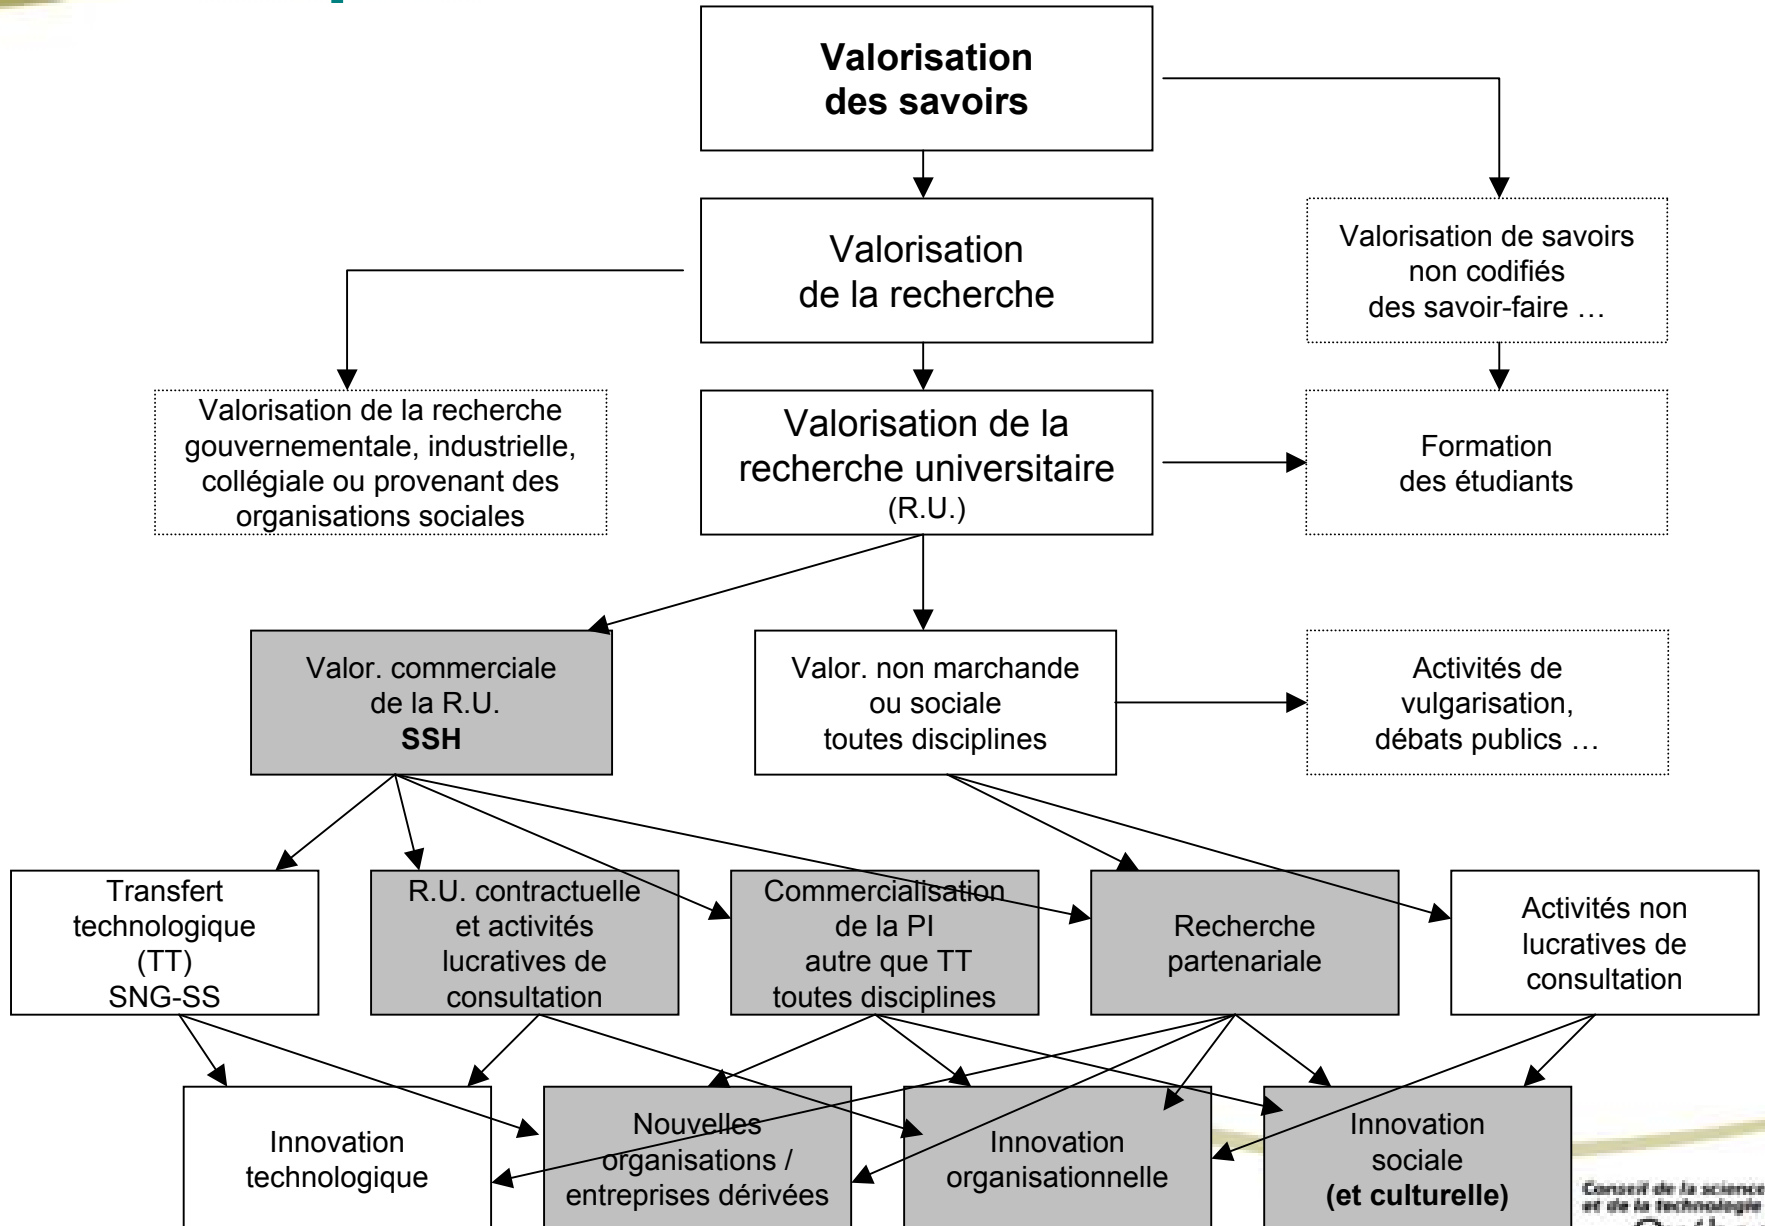 Valorisation
des savoirs
Valorisation
de la recherche
Valorisation de savoirs
non codifiés
des savoir-faire …
Valorisation de la recherche
gouvernementale, industrielle,
collégiale ou provenant des
organisations sociales
Valorisation de la
recherche universitaire
(R.U.)
Formation
des étudiants
Valor. commerciale
de la R.U.
SSH
Valor. non marchande
ou sociale
toutes disciplines
Activités de
vulgarisation,
débats publics …
Transfert
technologique
(TT)
SNG-SS
R.U. contractuelle
et activités
lucratives de
consultation
Commercialisation
de la PI
autre que TT
toutes disciplines
Recherche
partenariale
Activités non
lucratives de
consultation
Innovation
technologique
Nouvelles
organisations /
entreprises dérivées
Innovation
organisationnelle
Innovation
sociale
(et culturelle)
Conseil de la science
et de la technologie